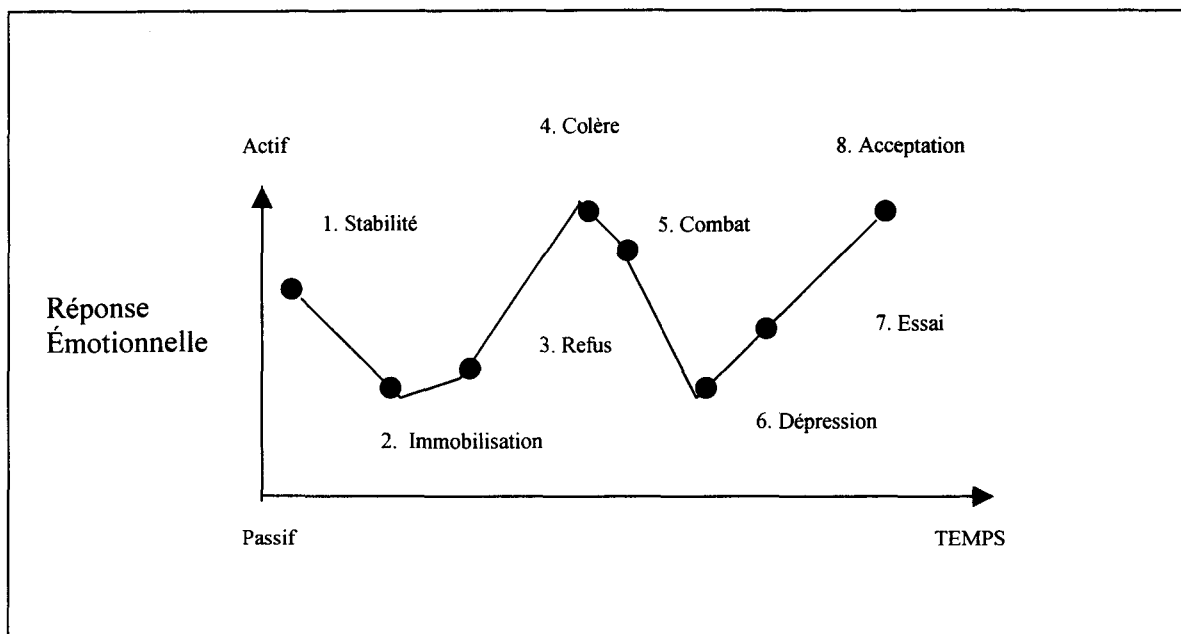 4. Colère
Actif
8. Acceptation
1. Stabilité
5. Combat
Réponse
Émotionnelle
7. Essai
3. Refus
6. Dépression
2. Immobilisation
Passif
TEMPS